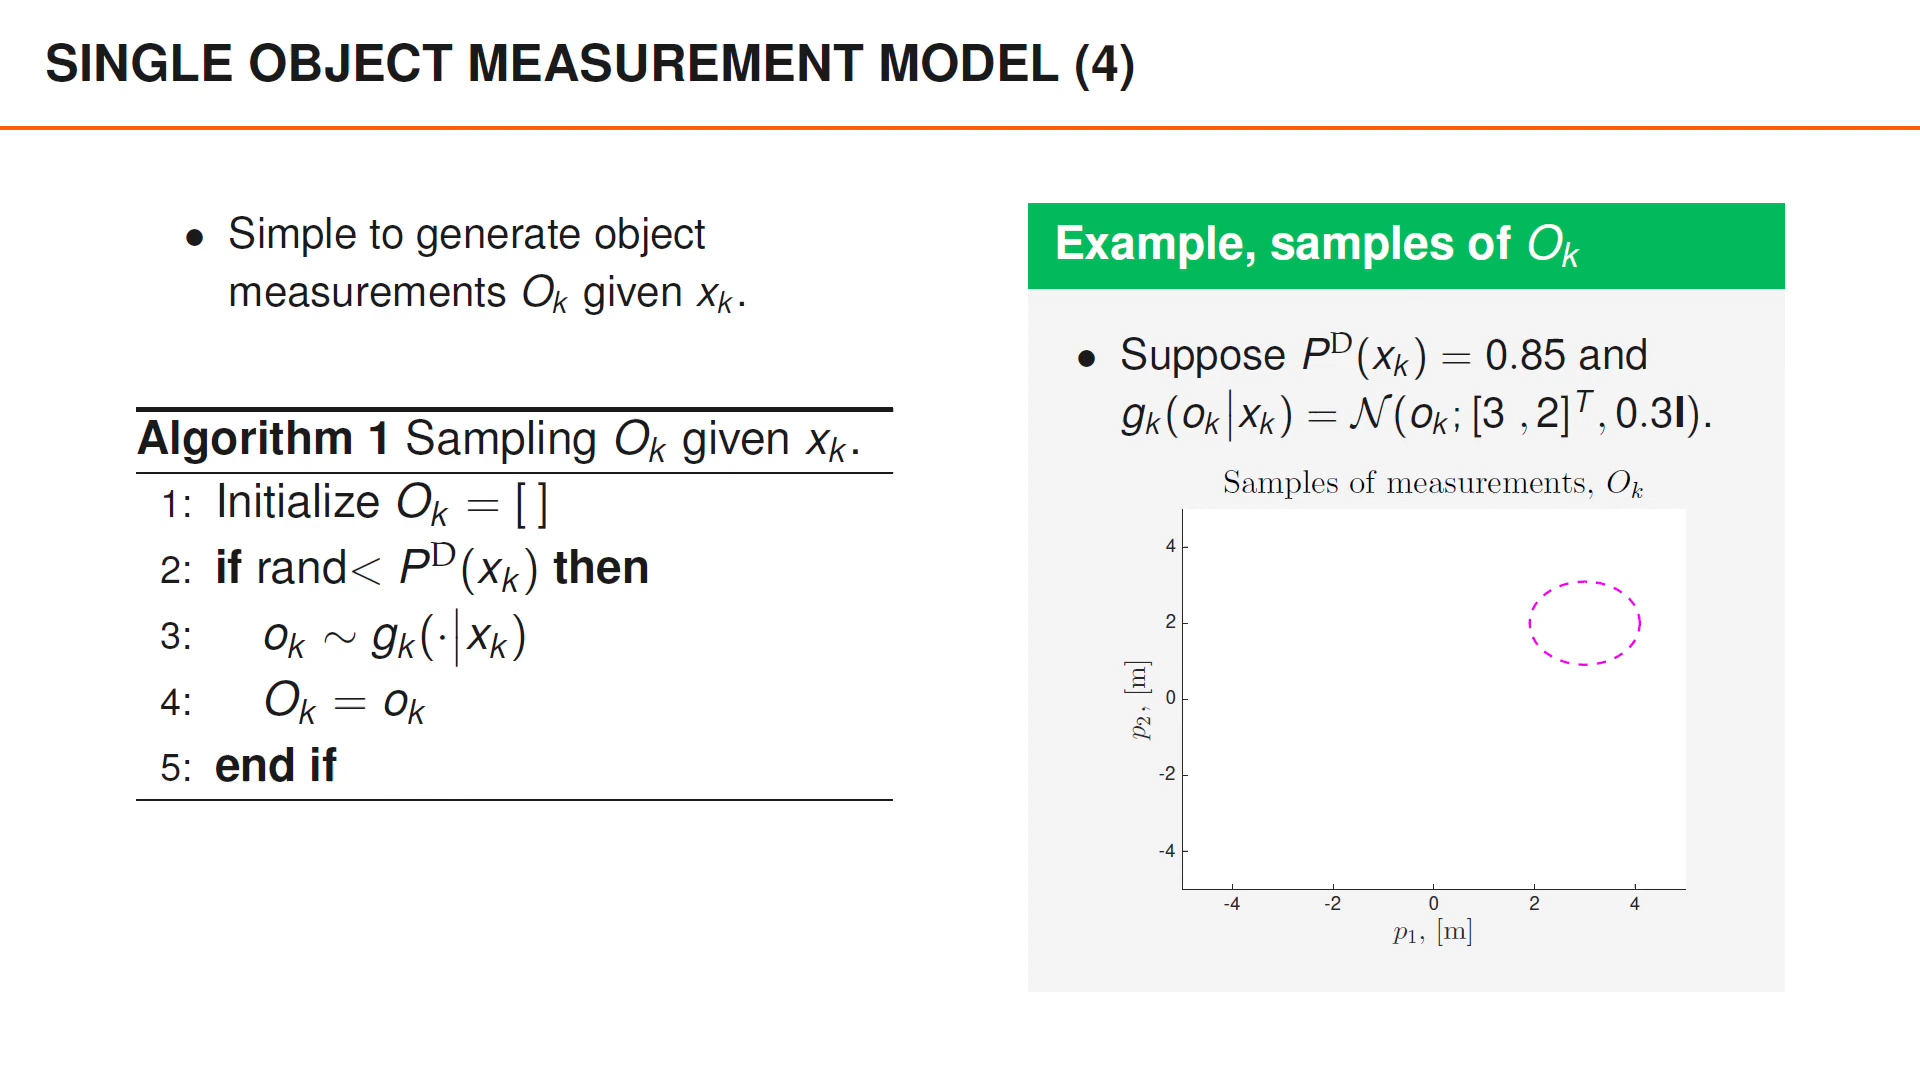 SINGLE OBJECT MEASUREMENT MODEL (4)
• Simple to generate object
measurements O_k given x_k.
Algorithm 1 Sampling O_k given x_k.
1: Initialize O_k = [ ]
2: if rand< P^D(x_k) then
3: o_k ∼ g_k(·|x_k)
4: O_k = o_k
5: end if
Example, samples of O_k
• Suppose P^D(x_k) = 0.85 and
g_k(o_k|x_k) = 𝒩(o_k; [3 , 2]^T, 0.3I).
Samples of measurements, O_k
4
2
0
-2
-4
p_2, [m]
-4 -2 0 2 4
p_1, [m]